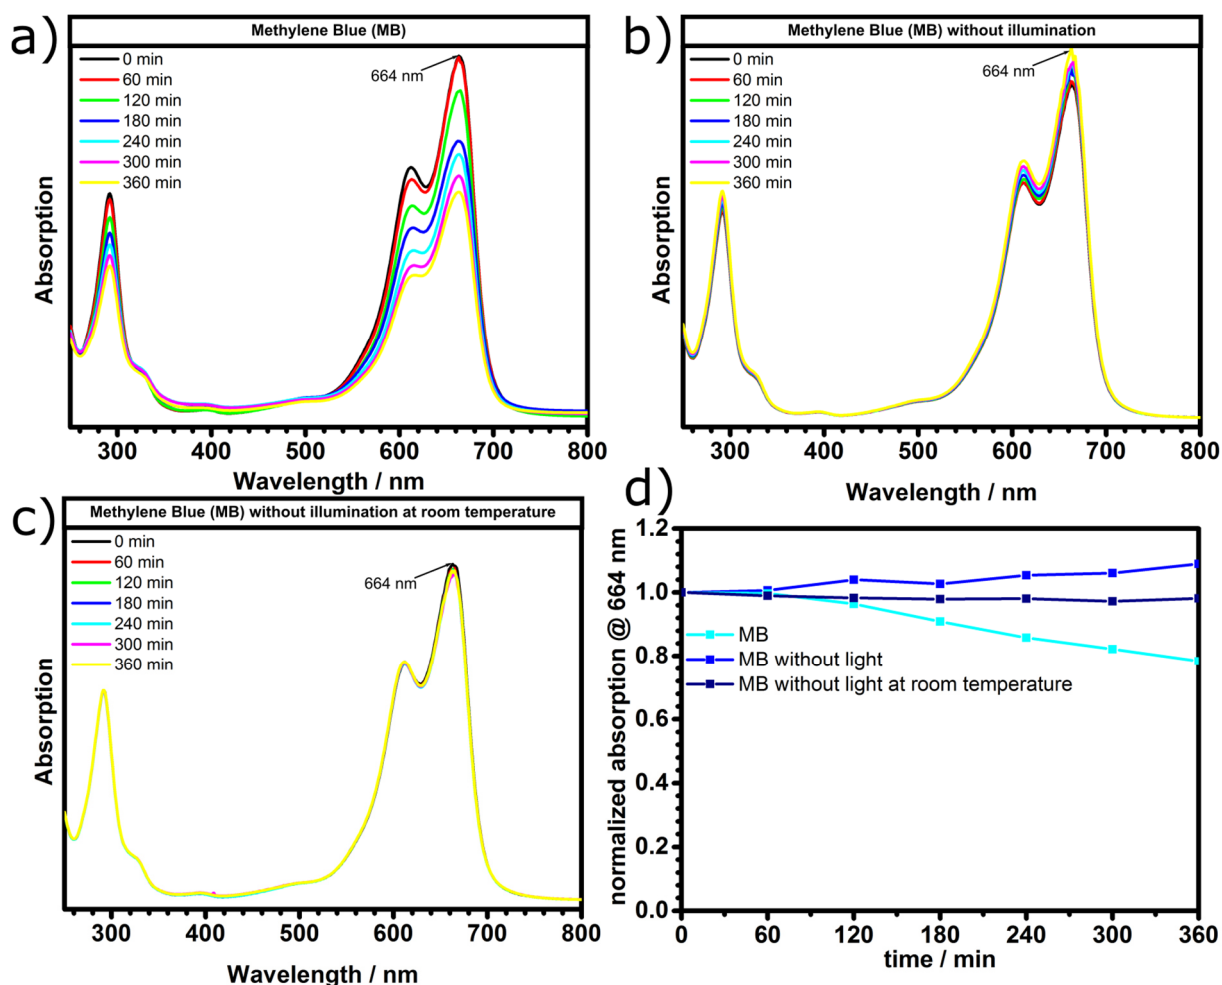 a)
Methylene Blue (MB)
0 min
60 min
120 min
180 min
240 min
300 min
360 min
664 nm
Absorption
300 400 500 600 700 800
Wavelength / nm
b)
Methylene Blue (MB) without illumination
0 min
60 min
120 min
180 min
240 min
300 min
360 min
664 nm
Absorption
300 400 500 600 700 800
Wavelength / nm
c)
Methylene Blue (MB) without illumination at room temperature
0 min
60 min
120 min
180 min
240 min
300 min
360 min
664 nm
Absorption
300 400 500 600 700 800
Wavelength / nm
d)
normalized absorption @ 664 nm
1.2
1.0
0.8
0.6
0.4
0.2
0.0
MB
MB without light
MB without light at room temperature
0 60 120 180 240 300 360
time / min